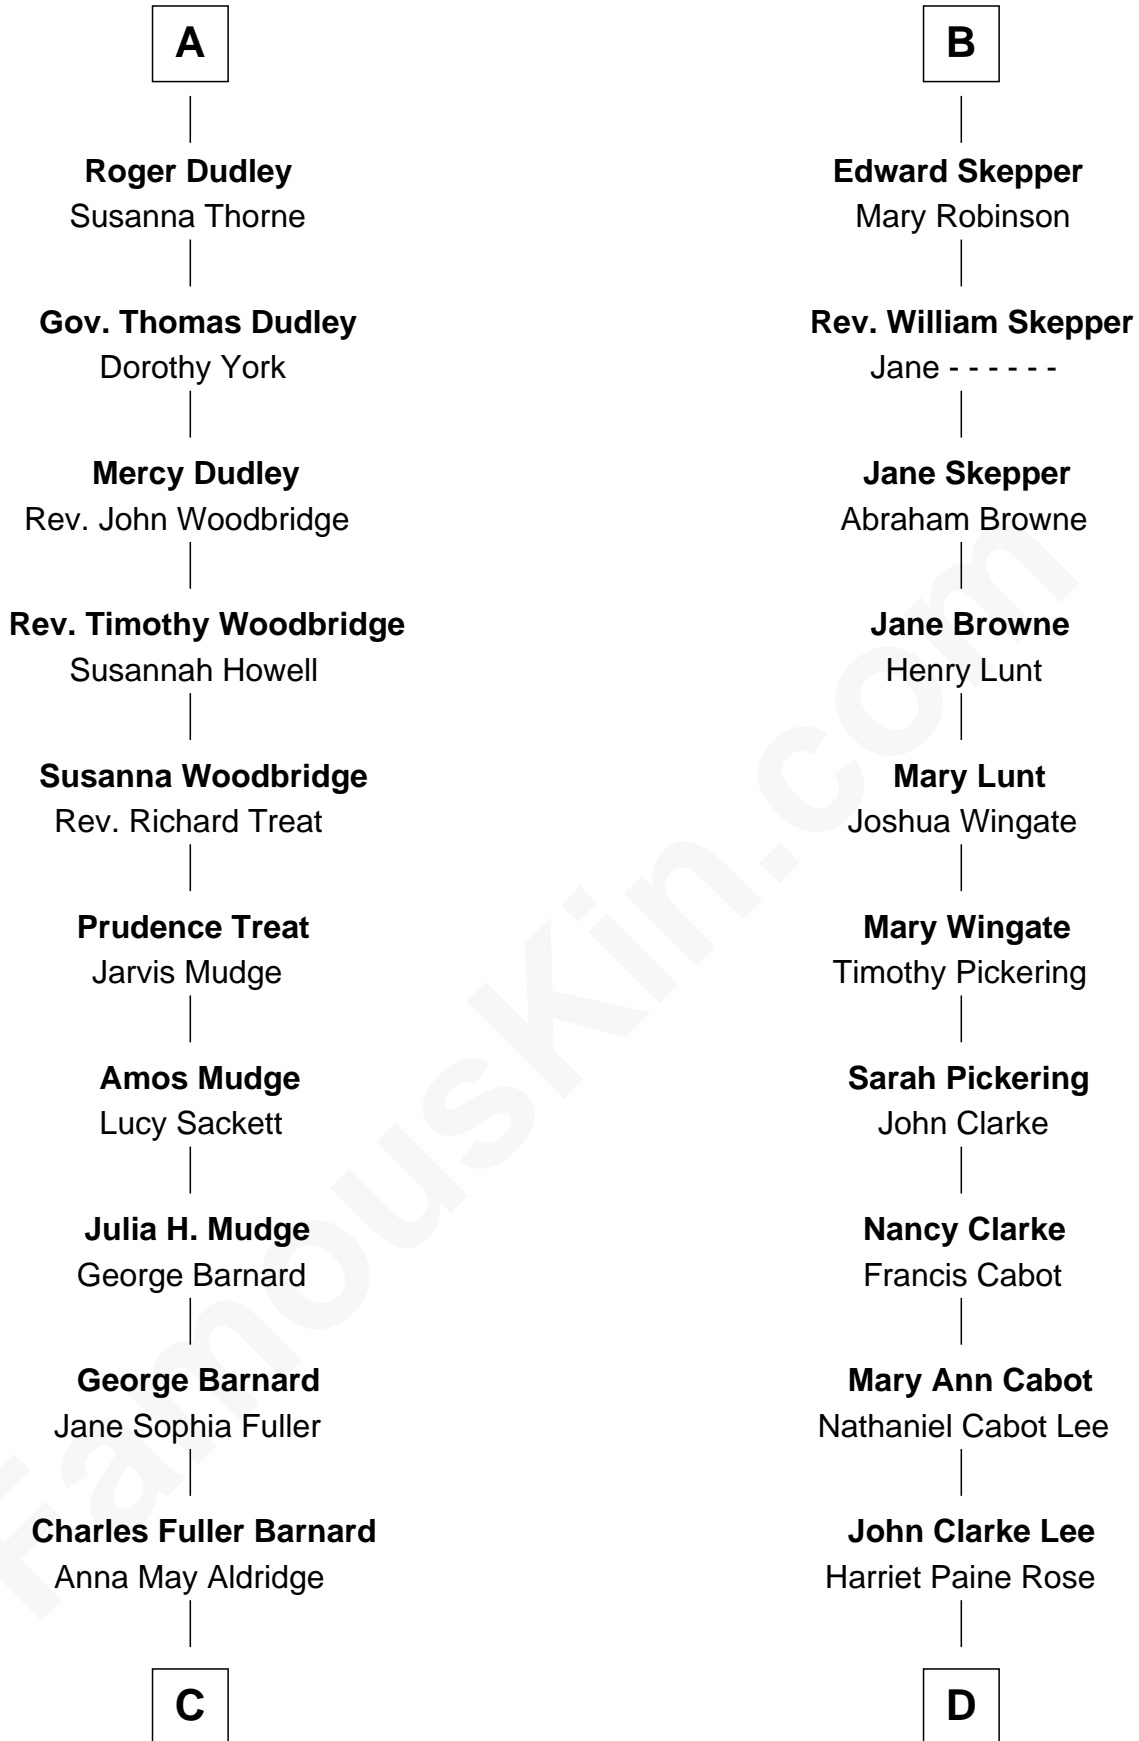 A
Roger Dudley
Susanna Thorne
Gov. Thomas Dudley
Dorothy York
Mercy Dudley
Rev. John Woodbridge
Rev. Timothy Woodbridge
Susannah Howell
Susanna Woodbridge
Rev. Richard Treat
Prudence Treat
Jarvis Mudge
Amos Mudge
Lucy Sackett
Julia H. Mudge
George Barnard
George Barnard
Jane Sophia Fuller
Charles Fuller Barnard
Anna May Aldridge
C
B
Edward Skepper
Mary Robinson
Rev. William Skepper
Jane - - - - - -
Jane Skepper
Abraham Browne
Jane Browne
Henry Lunt
Mary Lunt
Joshua Wingate
Mary Wingate
Timothy Pickering
Sarah Pickering
John Clarke
Nancy Clarke
Francis Cabot
Mary Ann Cabot
Nathaniel Cabot Lee
John Clarke Lee
Harriet Paine Rose
D
FamousKin.com